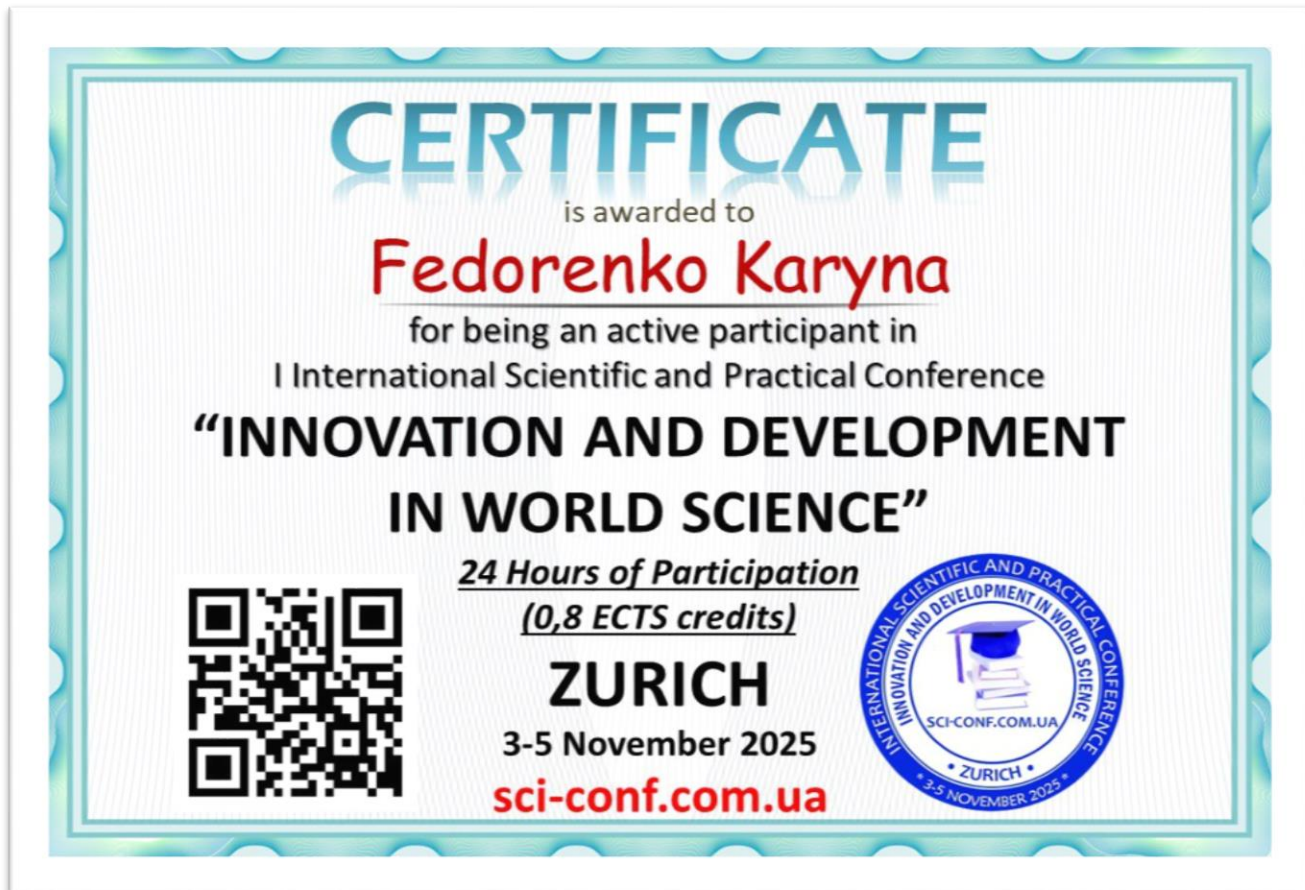 CERTIFICATE
is awarded to
Fedorenko Karyna
for being an active participant in
I International Scientific and Practical Conference
“INNOVATION AND DEVELOPMENT
IN WORLD SCIENCE”
24 Hours of Participation
(0,8 ECTS credits)
ZURICH
3-5 November 2025
sci-conf.com.ua
INTERNATIONAL SCIENTIFIC AND PRACTICAL CONFERENCE
INNOVATION AND DEVELOPMENT IN WORLD SCIENCE
SCI-CONF.COM.UA
• ZURICH •
* 3-5 NOVEMBER 2025 *